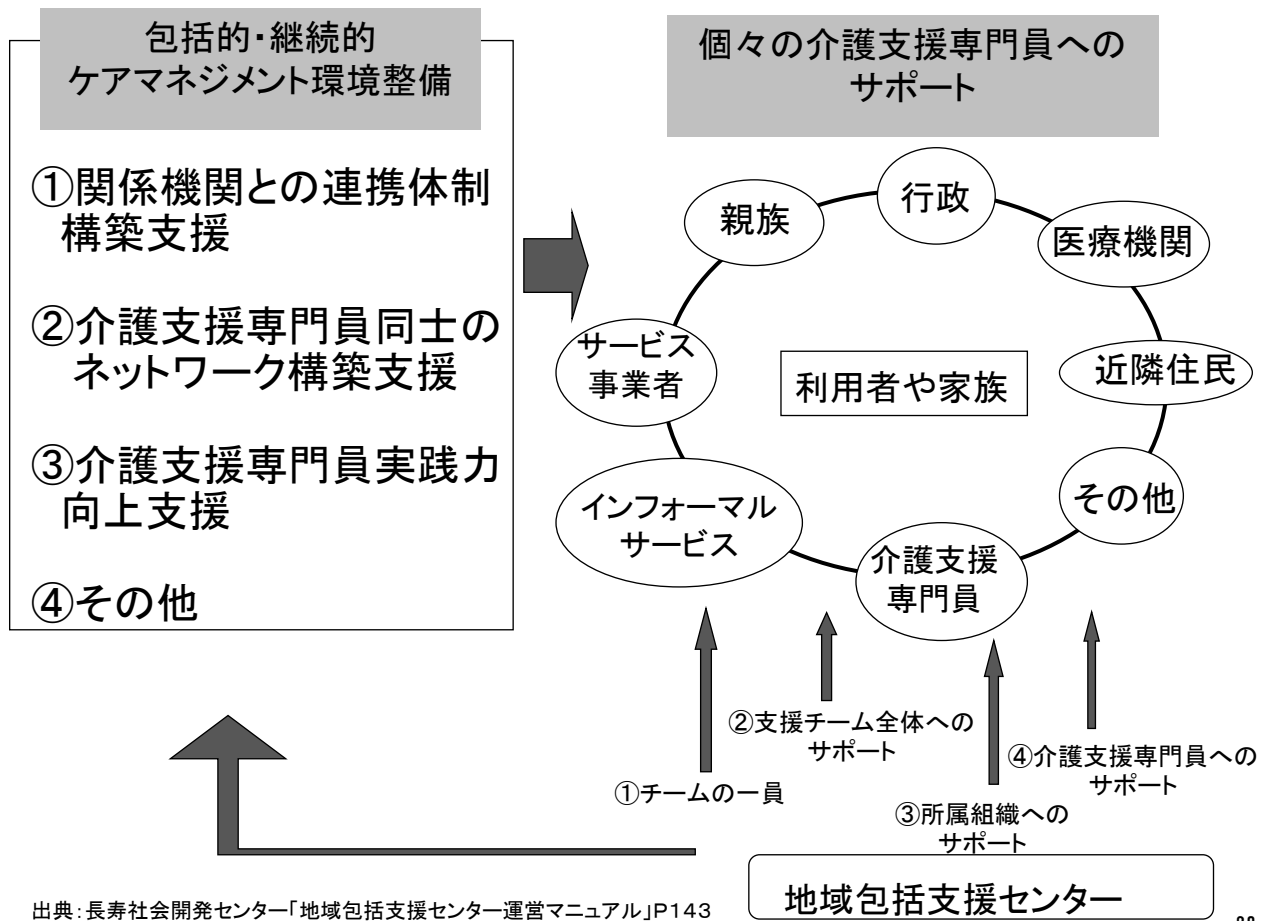 包括的・継続的
ケアマネジメント環境整備
①関係機関との連携体制
構築支援
②介護支援専門員同士の
ネットワーク構築支援
③介護支援専門員実践力
向上支援
④その他
個々の介護支援専門員への
サポート
行政
親族
医療機関
サービス
事業者
利用者や家族
近隣住民
インフォーマル
サービス
その他
介護支援
専門員
②支援チーム全体への
サポート
④介護支援専門員への
サポート
①チームの一員
③所属組織への
サポート
地域包括支援センター
出典：長寿社会開発センター「地域包括支援センター運営マニュアル」P143